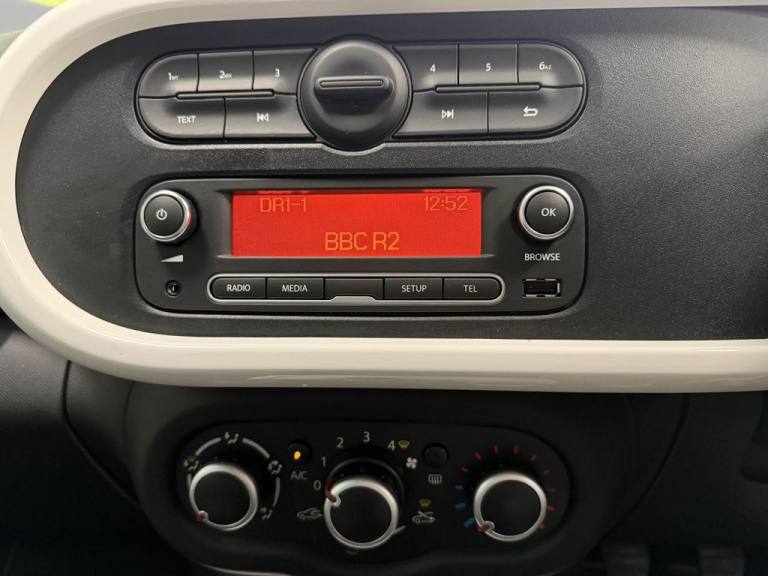 1 2ABC 3 4 5 6
TEXT
DR1-1 12:52
BBC R2
OK
BROWSE
RADIO MEDIA SETUP TEL
0 1 2 3 4
A/C